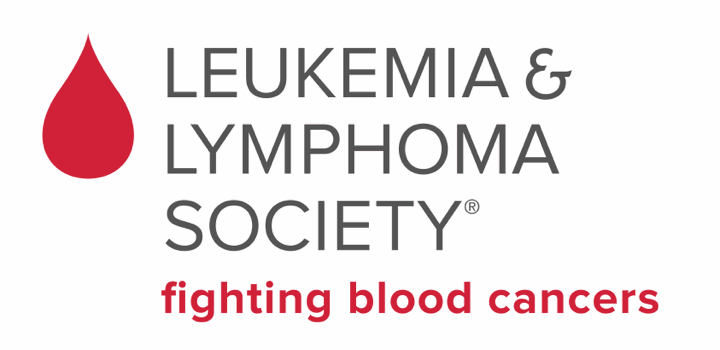 LEUKEMIA &
LYMPHOMA
SOCIETY®
fighting blood cancers